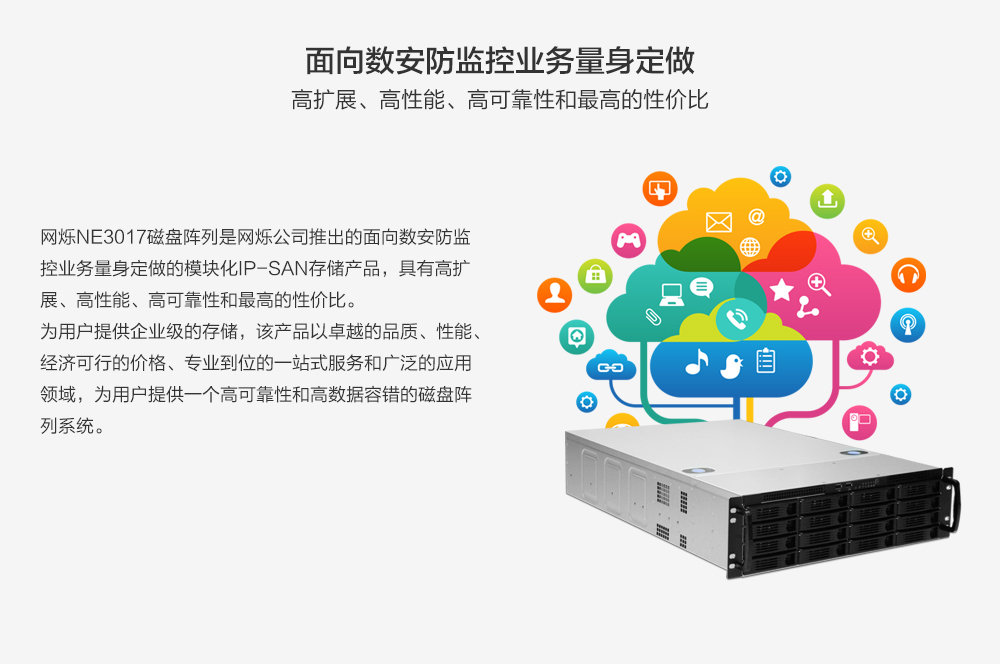 面向数安防监控业务量身定做
高扩展、高性能、高可靠性和最高的性价比
网烁NE3017磁盘阵列是网烁公司推出的面向数安防监
控业务量身定做的模块化IP-SAN存储产品，具有高扩
展、高性能、高可靠性和最高的性价比。
为用户提供企业级的存储，该产品以卓越的品质、性能、
经济可行的价格、专业到位的一站式服务和广泛的应用
领域，为用户提供一个高可靠性和高数据容错的磁盘阵
列系统。